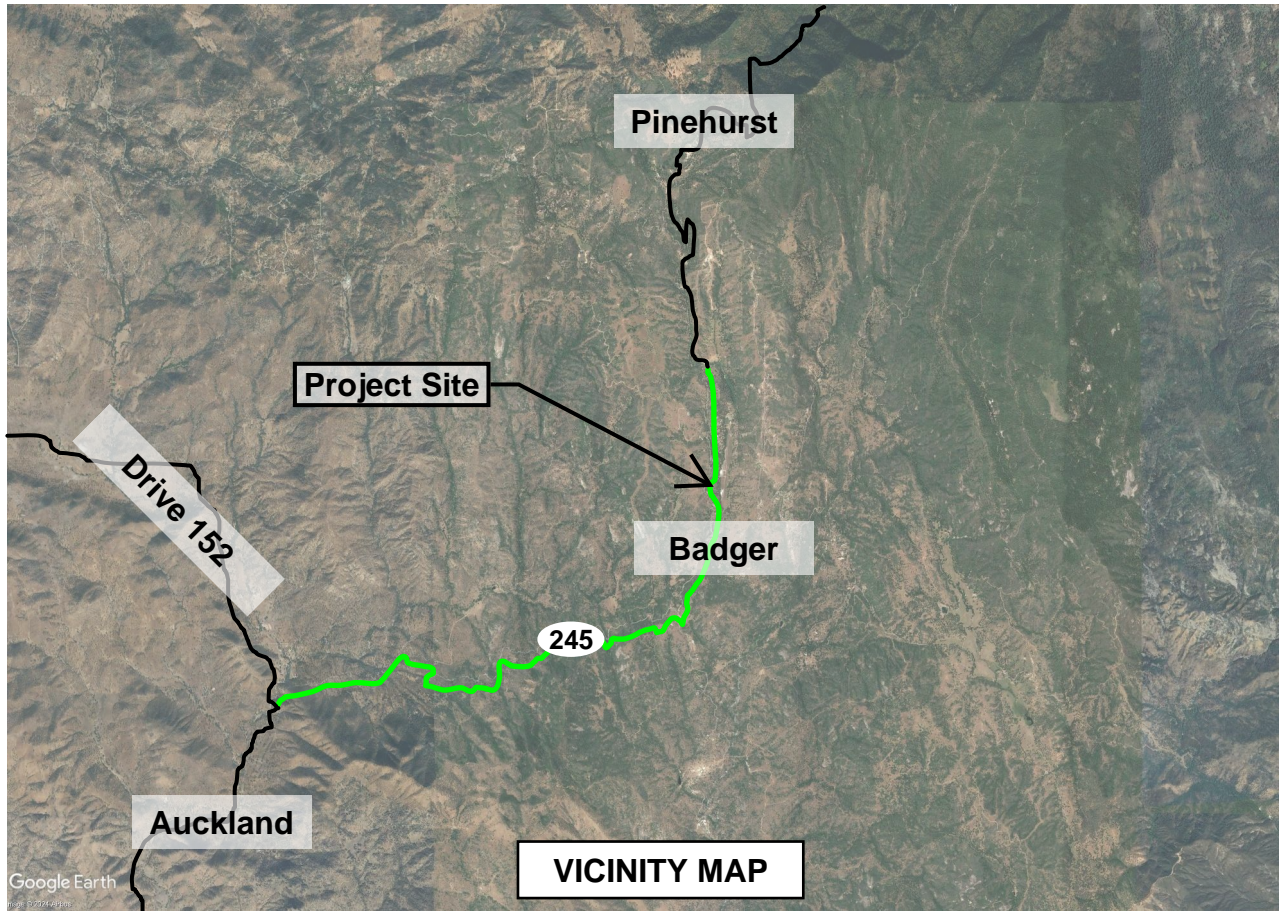 Pinehurst
Project Site
Drive 152
Badger
245
Auckland
VICINITY MAP
Google Earth